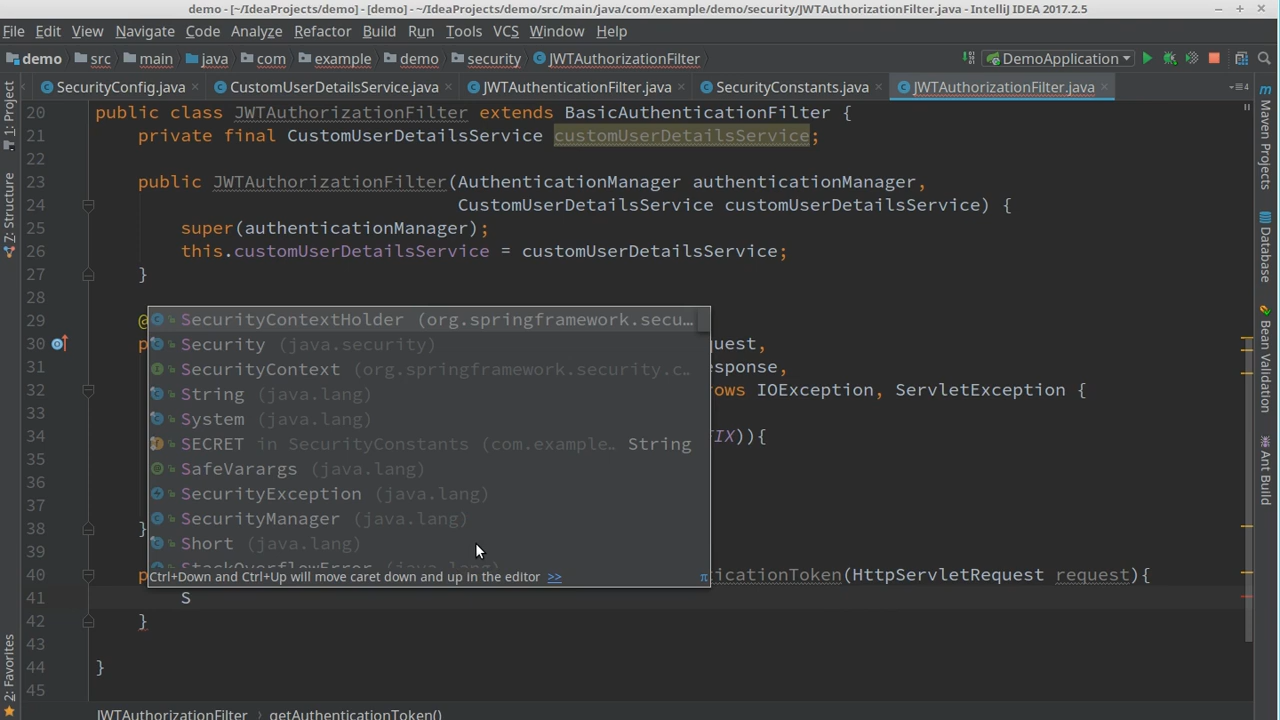 demo - [~/IdeaProjects/demo] - [demo] - ~/IdeaProjects/demo/src/main/java/com/example/demo/security/JWTAuthorizationFilter.java - IntelliJ IDEA 2017.2.5
File Edit View Navigate Code Analyze Refactor Build Run Tools VCS Window Help
demo src main java com example demo security JWTAuthorizationFilter DemoApplication
SecurityConfig.java CustomUserDetailsService.java JWTAuthenticationFilter.java SecurityConstants.java JWTAuthorizationFilter.java
1: Project
Z: Structure
2: Favorites
20 public class JWTAuthorizationFilter extends BasicAuthenticationFilter {
21 private final CustomUserDetailsService customUserDetailsService;
22
23 public JWTAuthorizationFilter(AuthenticationManager authenticationManager,
24 CustomUserDetailsService customUserDetailsService) {
25 super(authenticationManager);
26 this.customUserDetailsService = customUserDetailsService;
27 }
28
29 @
30 p uest,
31 esponse,
32 rows IOException, ServletException {
33
34 IX)){
35
36
37
38 }
39
40 p icationToken(HttpServletRequest request){
41 S
42 }
43
44 }
45
SecurityContextHolder (org.springframework.secu…
Security (java.security)
SecurityContext (org.springframework.security.c…
String (java.lang)
System (java.lang)
SECRET in SecurityConstants (com.example… String
SafeVarargs (java.lang)
SecurityException (java.lang)
SecurityManager (java.lang)
Short (java.lang)
StackOverflowError (java.lang)
Ctrl+Down and Ctrl+Up will move caret down and up in the editor >> π
JWTAuthorizationFilter > getAuthenticationToken()
Maven Projects
Database
Bean Validation
Ant Build